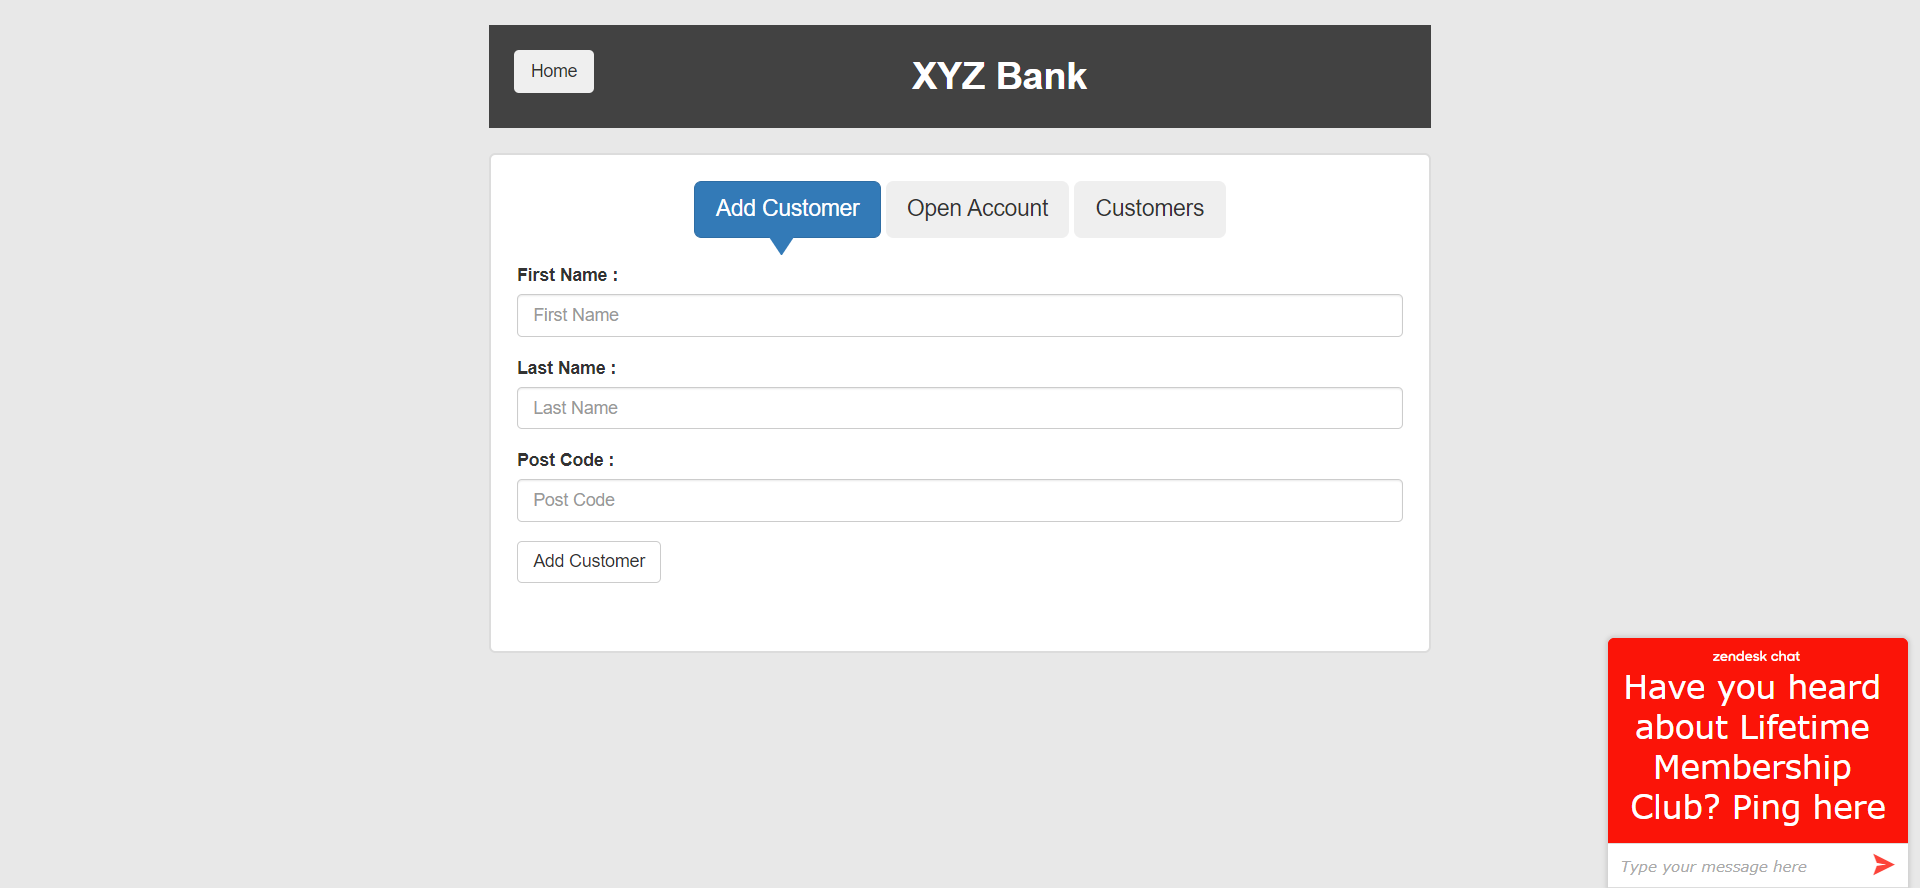 Home
XYZ Bank
Add Customer
Open Account
Customers
First Name :
First Name
Last Name :
Last Name
Post Code :
Post Code
Add Customer
zendesk chat
Have you heard
about Lifetime
Membership
Club? Ping here
Type your message here